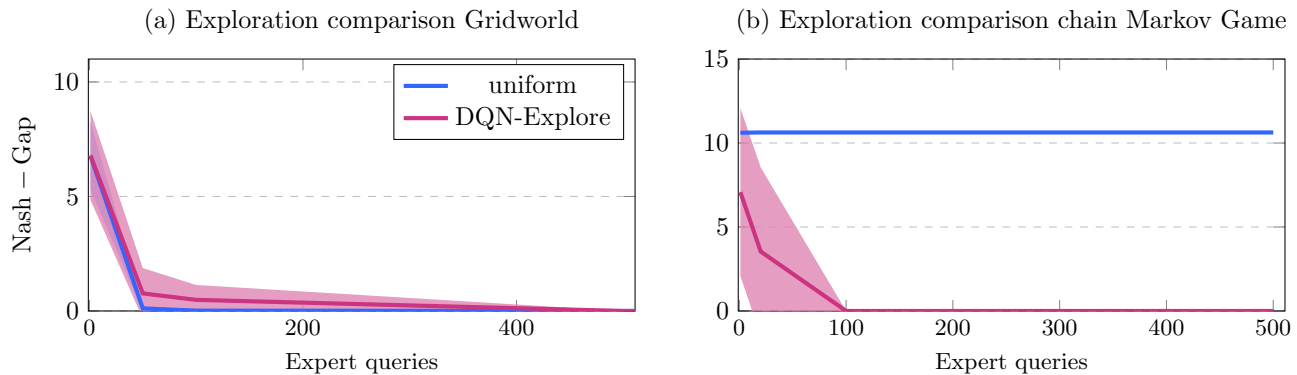 (a) Exploration comparison Gridworld
10
5
0
0
200
400
Nash − Gap
Expert queries
uniform
DQN-Explore
(b) Exploration comparison chain Markov Game
15
10
5
0
0
100
200
300
400
500
Expert queries